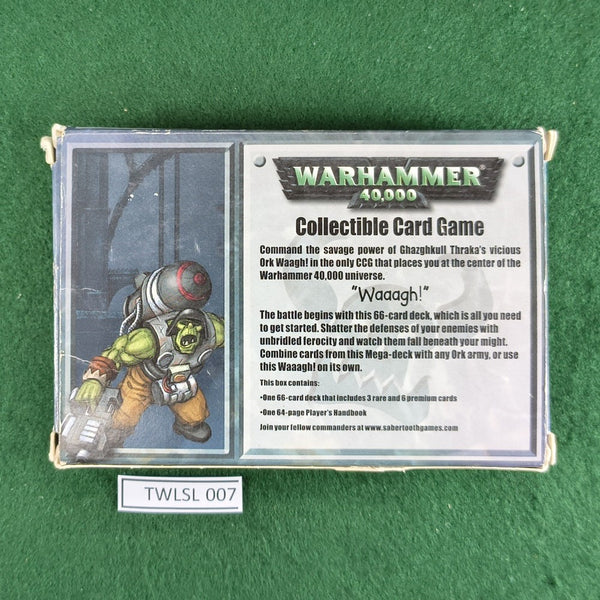 WARHAMMER®
40,000
Collectible Card Game
Command the savage power of Ghazghkull Thraka's vicious
Ork Waagh! in the only CCG that places you at the center of the
Warhammer 40,000 universe.
"Waaagh!"
The battle begins with this 66-card deck, which is all you need
to get started. Shatter the defenses of your enemies with
unbridled ferocity and watch them fall beneath your might.
Combine cards from this Mega-deck with any Ork army, or use
this Waaagh! on its own.
This box contains:
•One 66-card deck that includes 3 rare and 6 premium cards
•One 64-page Player's Handbook
Join your fellow commanders at www.sabertoothgames.com
TWLSL 007